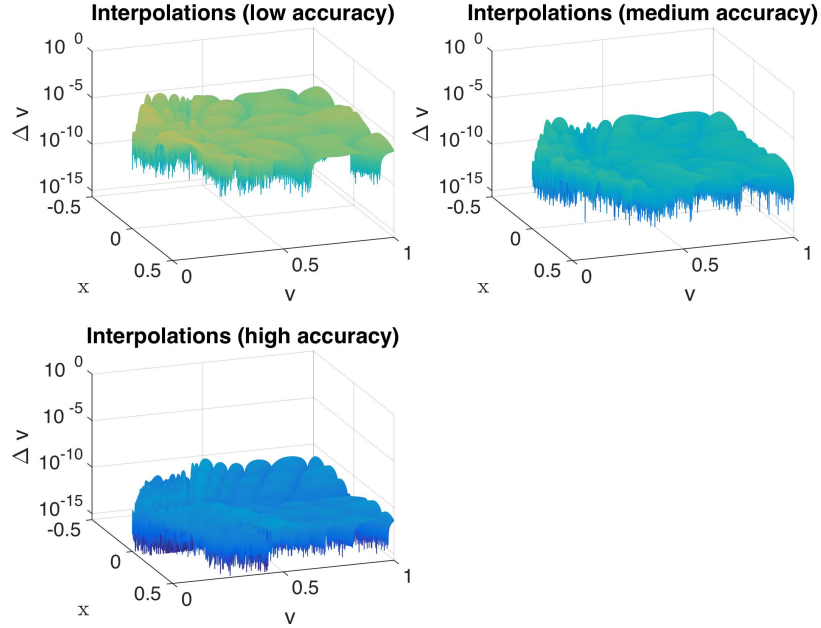 Interpolations (low accuracy)
10^0
10^-5
10^-10
10^-15
Δ v
-0.5
0
0.5
x
0
0.5
1
v
Interpolations (medium accuracy)
10^0
10^-5
10^-10
10^-15
Δ v
-0.5
0
0.5
x
0
0.5
1
v
Interpolations (high accuracy)
10^0
10^-5
10^-10
10^-15
Δ v
-0.5
0
0.5
x
0
0.5
1
v